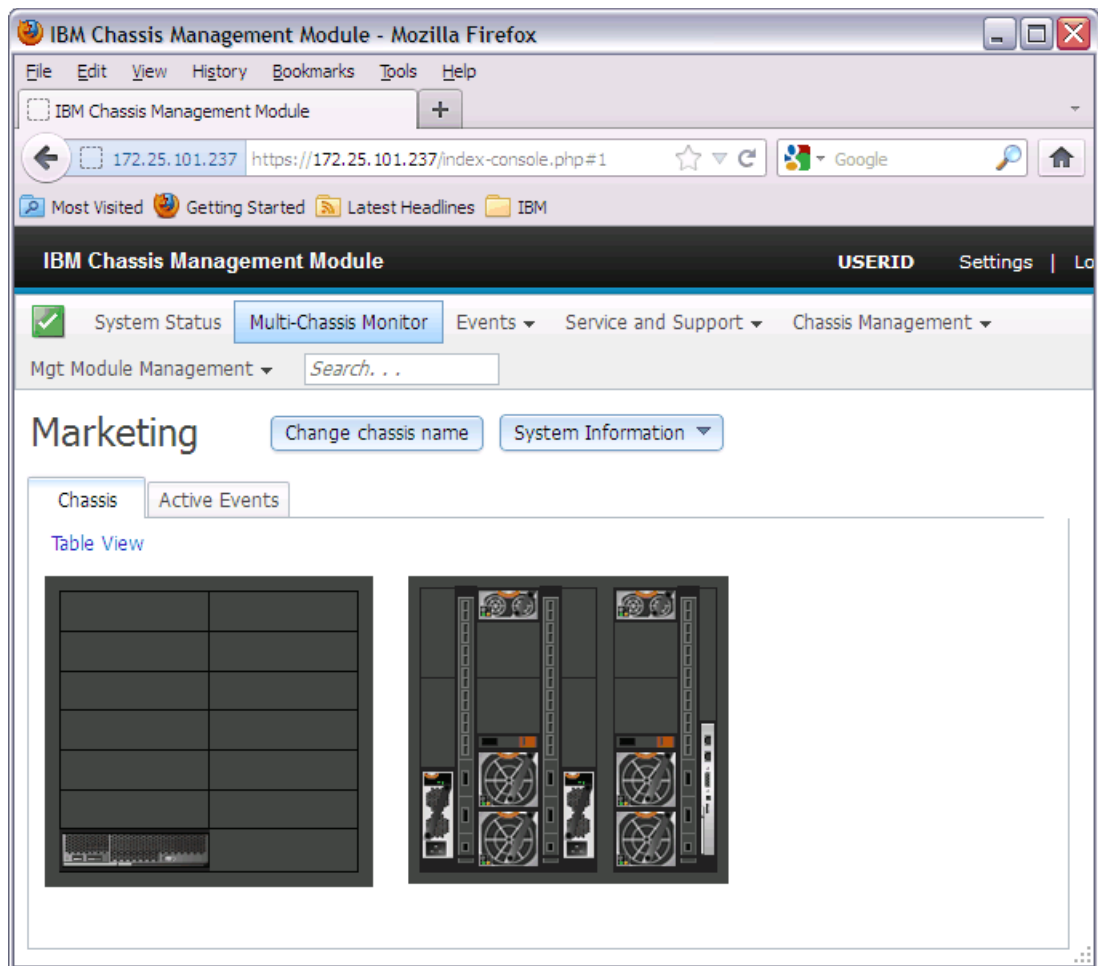 IBM Chassis Management Module - Mozilla Firefox
File Edit View History Bookmarks Tools Help
IBM Chassis Management Module +
172.25.101.237 https://172.25.101.237/index-console.php#1 Google
Most Visited Getting Started Latest Headlines IBM
IBM Chassis Management Module USERID Settings | Lo
System Status Multi-Chassis Monitor Events Service and Support Chassis Management
Mgt Module Management Search. . .
Marketing Change chassis name System Information
Chassis Active Events
Table View